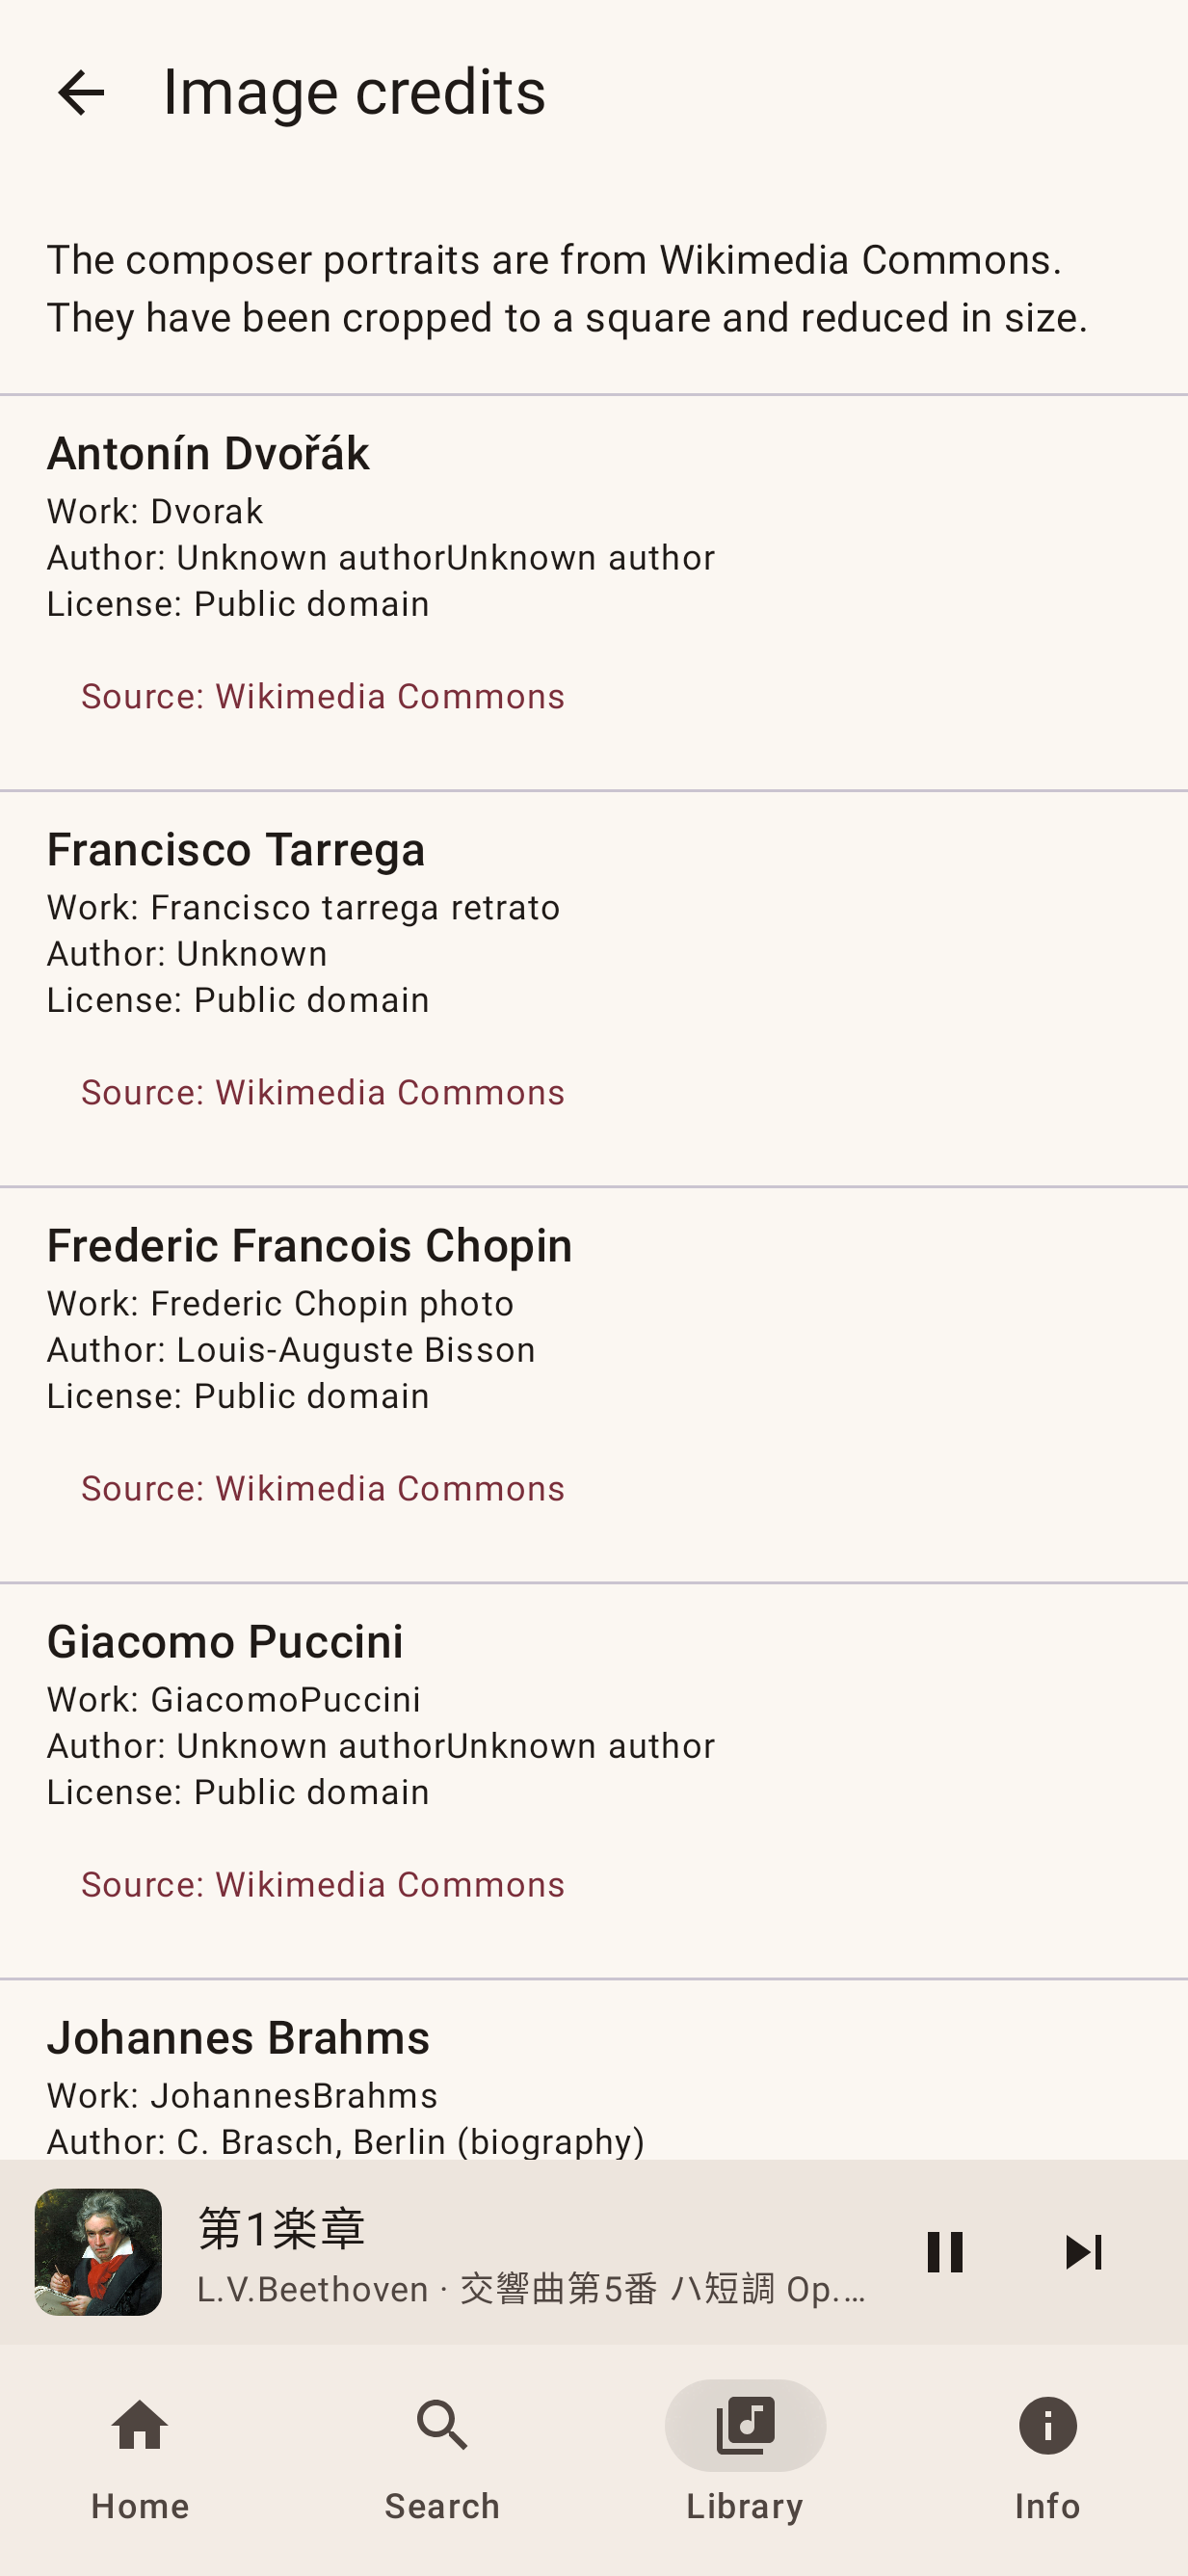 Image credits
The composer portraits are from Wikimedia Commons.
They have been cropped to a square and reduced in size.
Antonín Dvořák
Work: Dvorak
Author: Unknown authorUnknown author
License: Public domain
Source: Wikimedia Commons
Francisco Tarrega
Work: Francisco tarrega retrato
Author: Unknown
License: Public domain
Source: Wikimedia Commons
Frederic Francois Chopin
Work: Frederic Chopin photo
Author: Louis-Auguste Bisson
License: Public domain
Source: Wikimedia Commons
Giacomo Puccini
Work: GiacomoPuccini
Author: Unknown authorUnknown author
License: Public domain
Source: Wikimedia Commons
Johannes Brahms
Work: JohannesBrahms
Author: C. Brasch, Berlin (biography)
第1楽章
L.V.Beethoven · 交響曲第5番 ハ短調 Op.…
Home Search Library Info